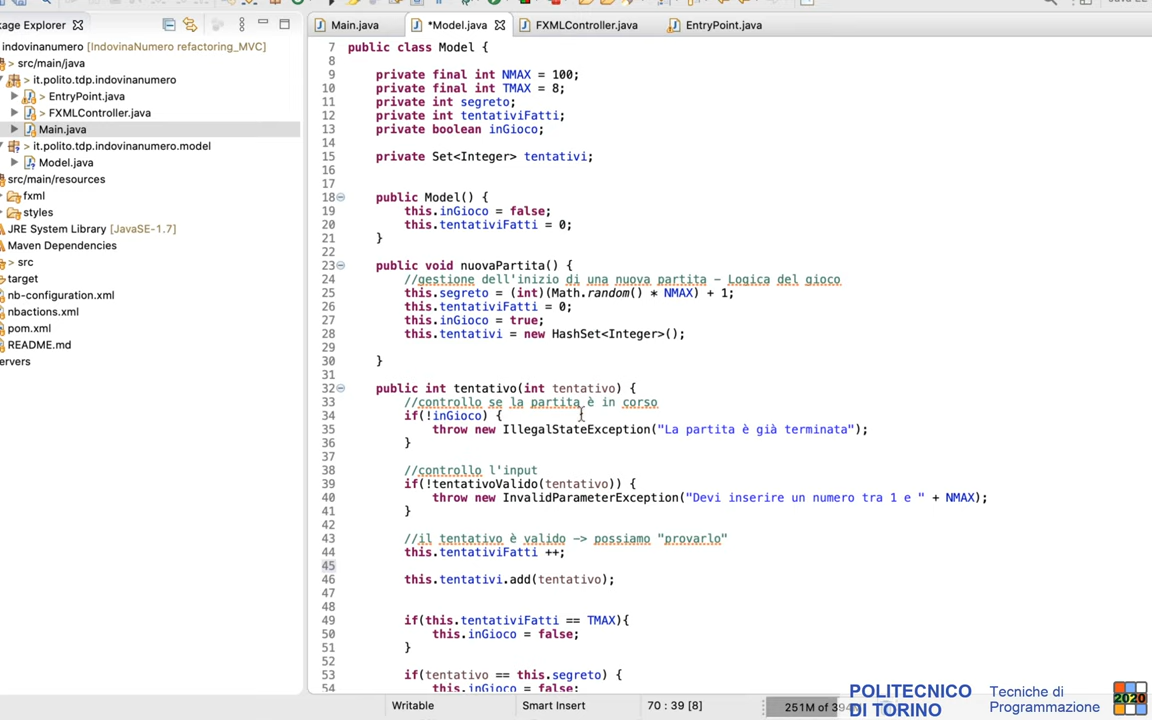 kage Explorer
indovinanumero [IndovinaNumero refactoring_MVC]
> src/main/java
> it.polito.tdp.indovinanumero
> EntryPoint.java
> FXMLController.java
Main.java
> it.polito.tdp.indovinanumero.model
Model.java
src/main/resources
fxml
styles
JRE System Library [JavaSE-1.7]
Maven Dependencies
> src
target
nb-configuration.xml
nbactions.xml
pom.xml
README.md
ervers
Main.java
*Model.java
FXMLController.java
EntryPoint.java
7 public class Model {
8
9 private final int NMAX = 100;
10 private final int TMAX = 8;
11 private int segreto;
12 private int tentativiFatti;
13 private boolean inGioco;
14
15 private Set<Integer> tentativi;
16
17
18 public Model() {
19 this.inGioco = false;
20 this.tentativiFatti = 0;
21 }
22
23 public void nuovaPartita() {
24 //gestione dell'inizio di una nuova partita - Logica del gioco
25 this.segreto = (int)(Math.random() * NMAX) + 1;
26 this.tentativiFatti = 0;
27 this.inGioco = true;
28 this.tentativi = new HashSet<Integer>();
29
30 }
31
32 public int tentativo(int tentativo) {
33 //controllo se la partita è in corso
34 if(!inGioco) {
35 throw new IllegalStateException("La partita è già terminata");
36 }
37
38 //controllo l'input
39 if(!tentativoValido(tentativo)) {
40 throw new InvalidParameterException("Devi inserire un numero tra 1 e " + NMAX);
41 }
42
43 //il tentativo è valido -> possiamo "provarlo"
44 this.tentativiFatti ++;
45
46 this.tentativi.add(tentativo);
47
48
49 if(this.tentativiFatti == TMAX){
50 this.inGioco = false;
51 }
52
53 if(tentativo == this.segreto) {
54 this.inGioco = false;
Writable
Smart Insert
70 : 39 [8]
251M of
POLITECNICO
DI TORINO
Tecniche di
Programmazione
2020